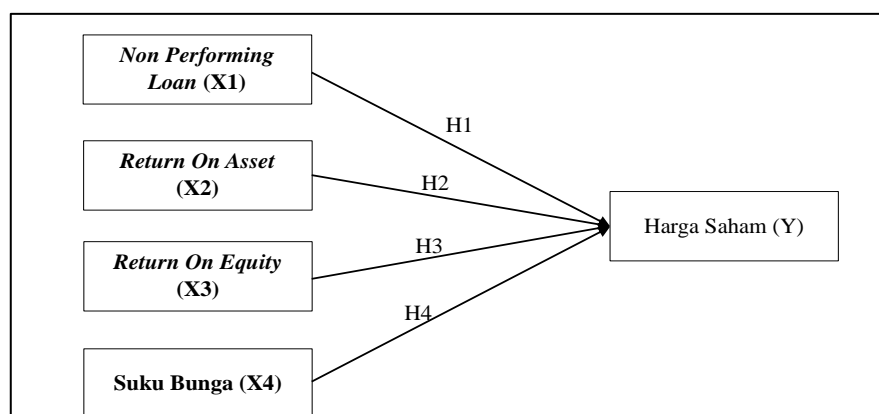 Non Performing
Loan (X1)
H1
Return On Asset
(X2)
H2
Harga Saham (Y)
Return On Equity
(X3)
H3
H4
Suku Bunga (X4)